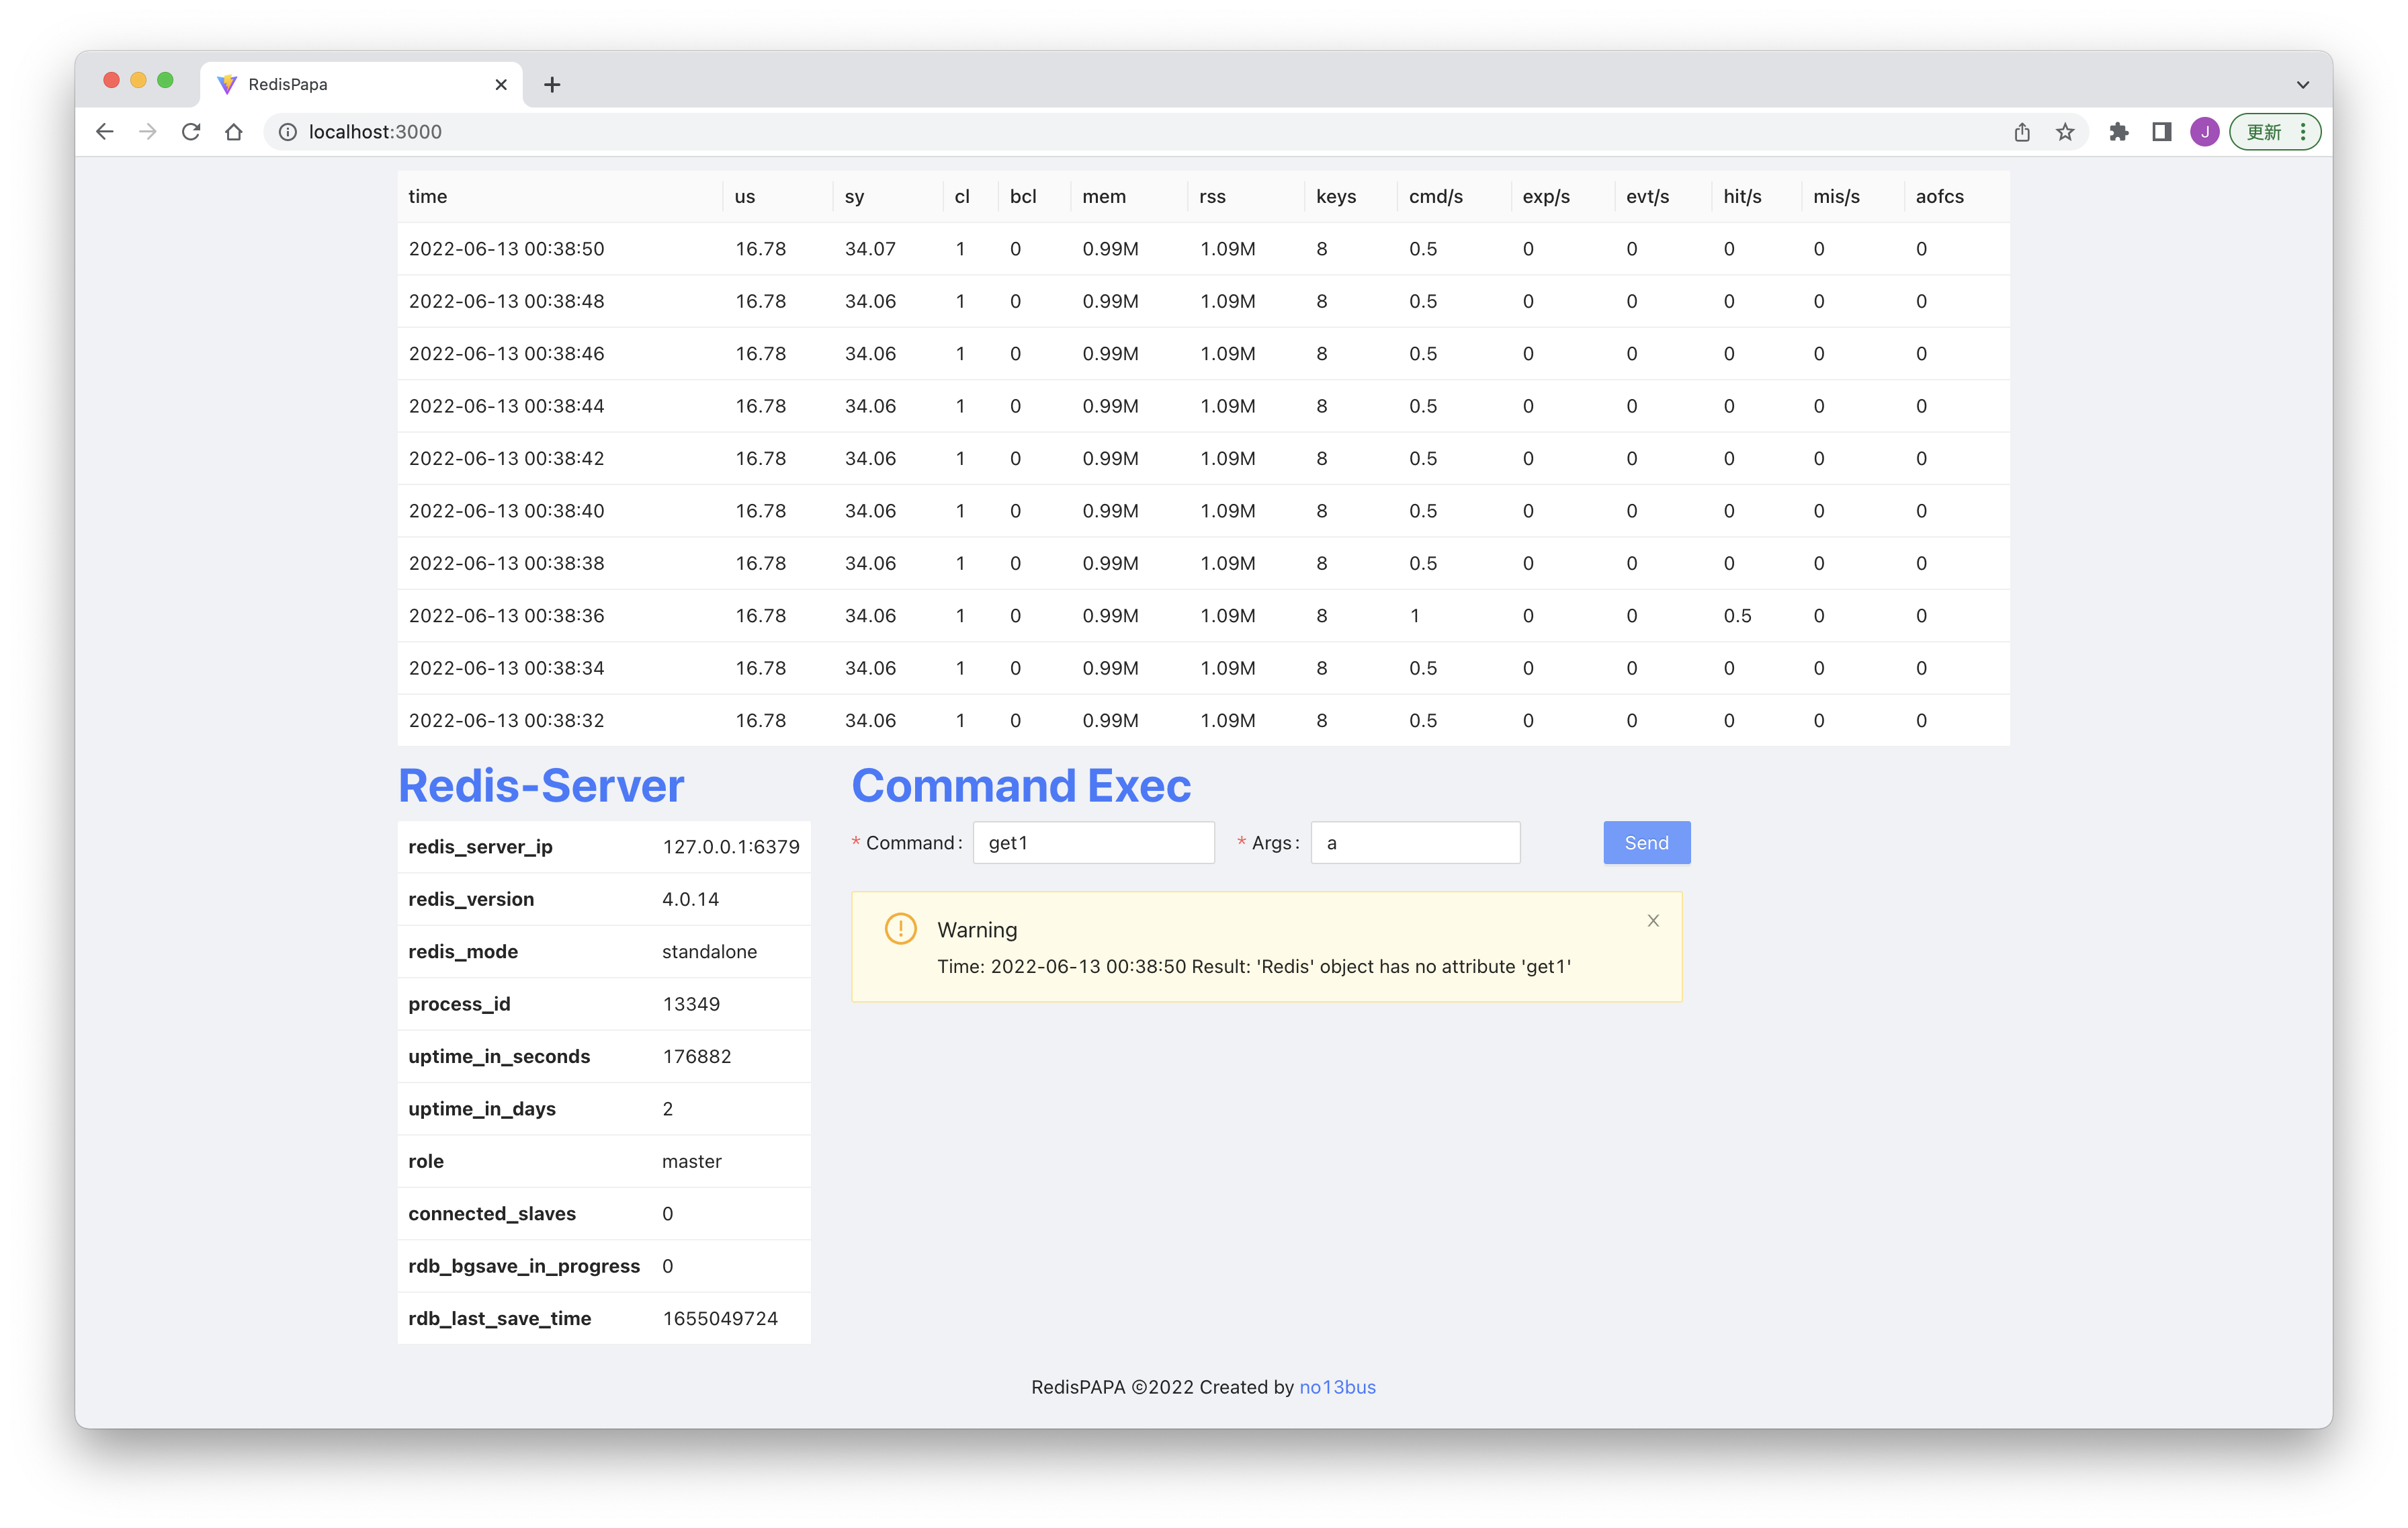 RedisPapa
localhost:3000
J
更新
time us sy cl bcl mem rss keys cmd/s exp/s evt/s hit/s mis/s aofcs
2022-06-13 00:38:50 16.78 34.07 1 0 0.99M 1.09M 8 0.5 0 0 0 0 0
2022-06-13 00:38:48 16.78 34.06 1 0 0.99M 1.09M 8 0.5 0 0 0 0 0
2022-06-13 00:38:46 16.78 34.06 1 0 0.99M 1.09M 8 0.5 0 0 0 0 0
2022-06-13 00:38:44 16.78 34.06 1 0 0.99M 1.09M 8 0.5 0 0 0 0 0
2022-06-13 00:38:42 16.78 34.06 1 0 0.99M 1.09M 8 0.5 0 0 0 0 0
2022-06-13 00:38:40 16.78 34.06 1 0 0.99M 1.09M 8 0.5 0 0 0 0 0
2022-06-13 00:38:38 16.78 34.06 1 0 0.99M 1.09M 8 0.5 0 0 0 0 0
2022-06-13 00:38:36 16.78 34.06 1 0 0.99M 1.09M 8 1 0 0 0.5 0 0
2022-06-13 00:38:34 16.78 34.06 1 0 0.99M 1.09M 8 0.5 0 0 0 0 0
2022-06-13 00:38:32 16.78 34.06 1 0 0.99M 1.09M 8 0.5 0 0 0 0 0
Redis-Server
redis_server_ip 127.0.0.1:6379
redis_version 4.0.14
redis_mode standalone
process_id 13349
uptime_in_seconds 176882
uptime_in_days 2
role master
connected_slaves 0
rdb_bgsave_in_progress 0
rdb_last_save_time 1655049724
Command Exec
* Command: get1 * Args: a Send
Warning
Time: 2022-06-13 00:38:50 Result: 'Redis' object has no attribute 'get1'
RedisPAPA ©2022 Created by no13bus